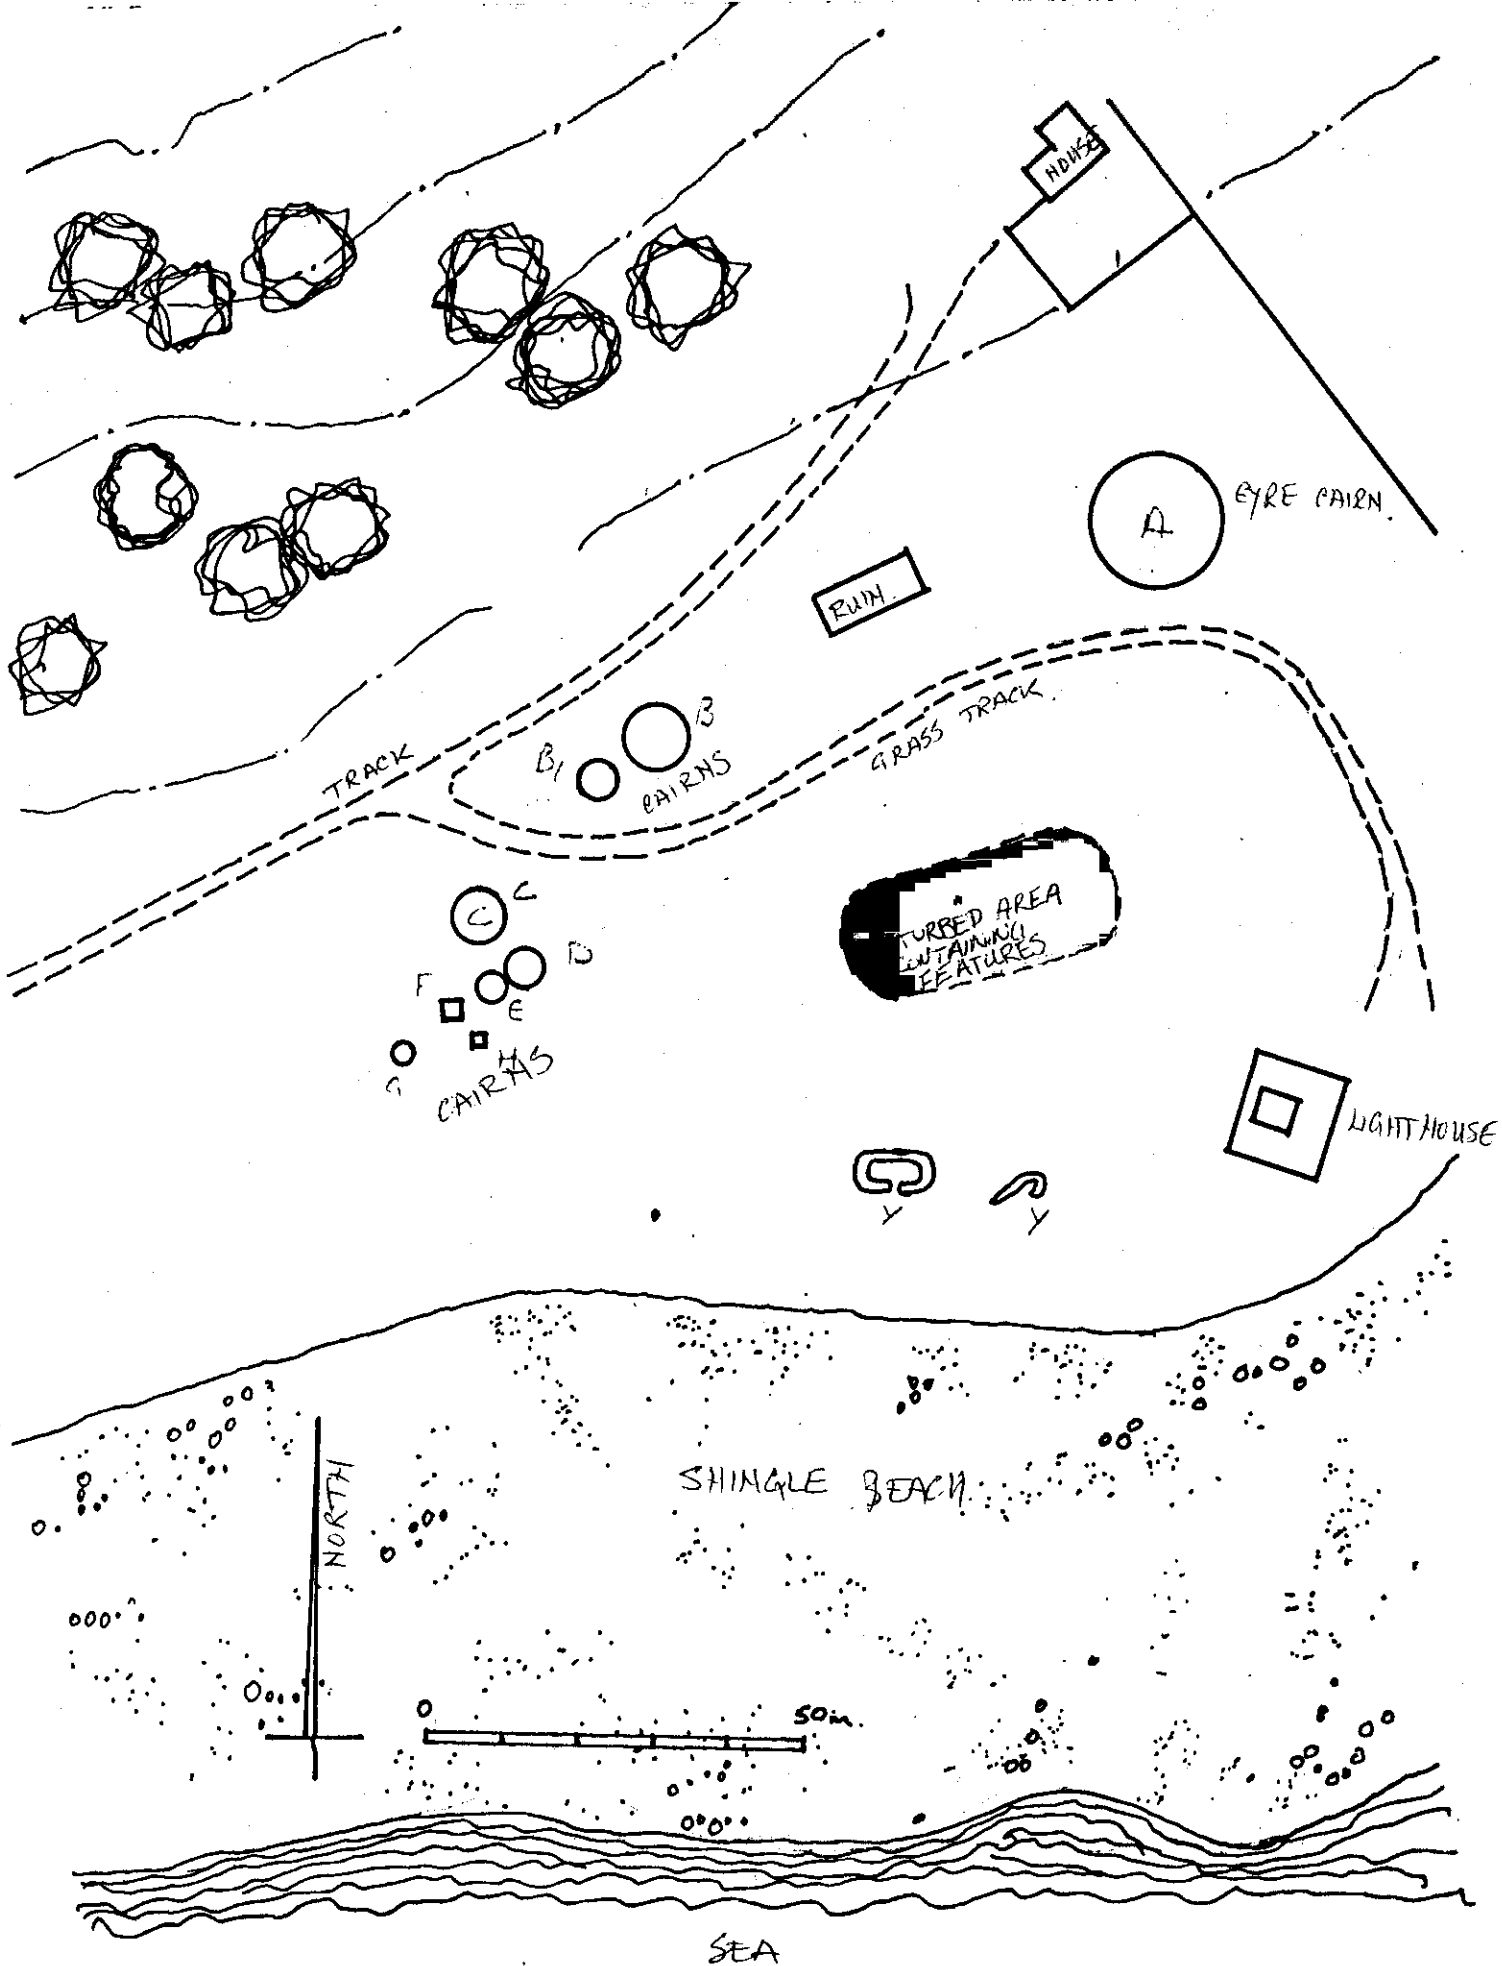 HOUSE
A
EYRE CAIRN.
RUIN.
B
B1
CAIRNS
TRACK
GRASS TRACK.
C
C
D
F
E
H
G
CAIRNS
TURBED AREA
CONTAINING
FEATURES
LIGHTHOUSE
Y
Y
NORTH
SHINGLE BEACH.
0
50m.
SEA